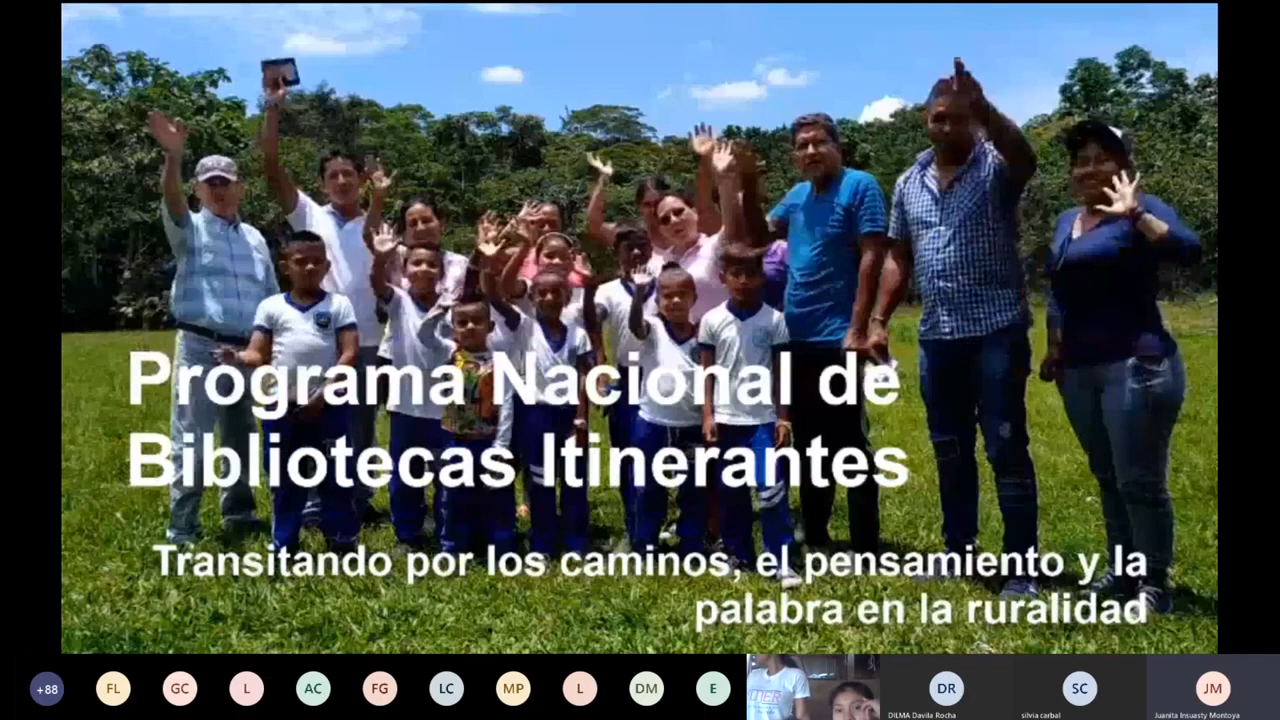 Programa Nacional de
Bibliotecas Itinerantes
Transitando por los caminos, el pensamiento y la
palabra en la ruralidad
+88
FL
GC
L
AC
FG
LC
MP
L
DM
E
DR
SC
JM
DILMA Davila Rocha
silvia carbal
Juanita Insuasty Montoya